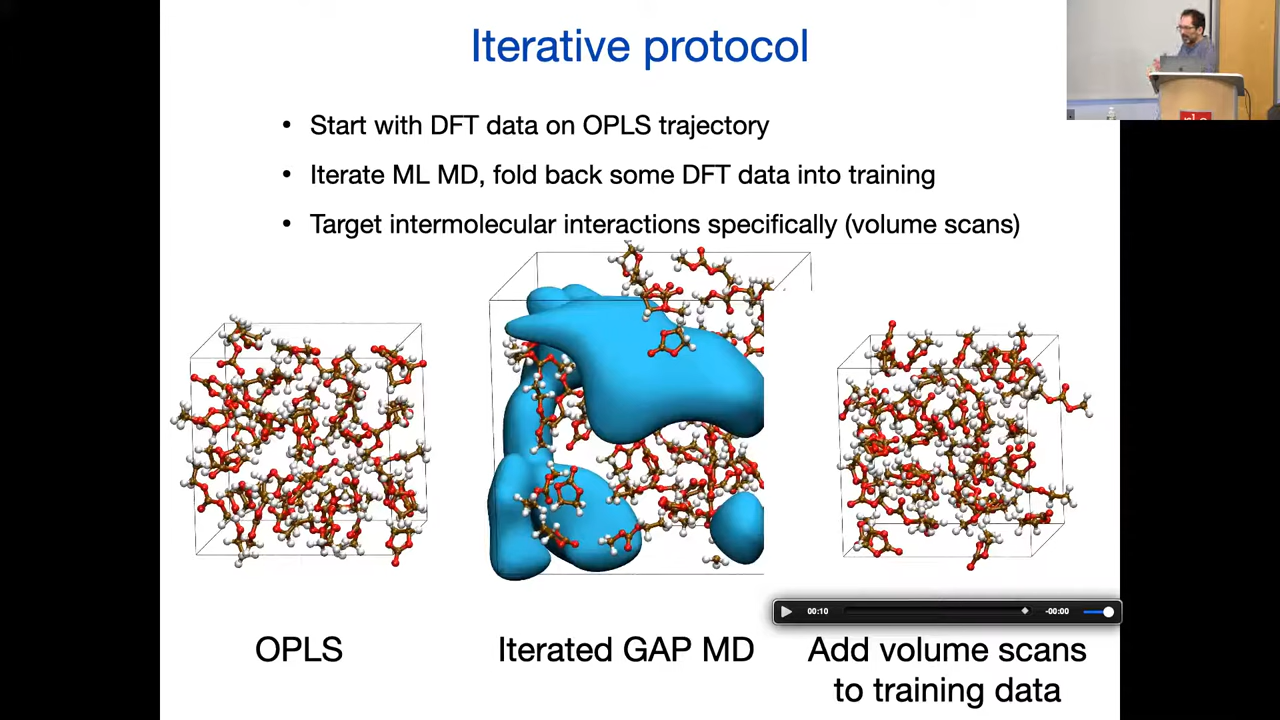 Iterative protocol
• Start with DFT data on OPLS trajectory
• Iterate ML MD, fold back some DFT data into training
• Target intermolecular interactions specifically (volume scans)
00:10
-00:00
OPLS
Iterated GAP MD
Add volume scans
to training data